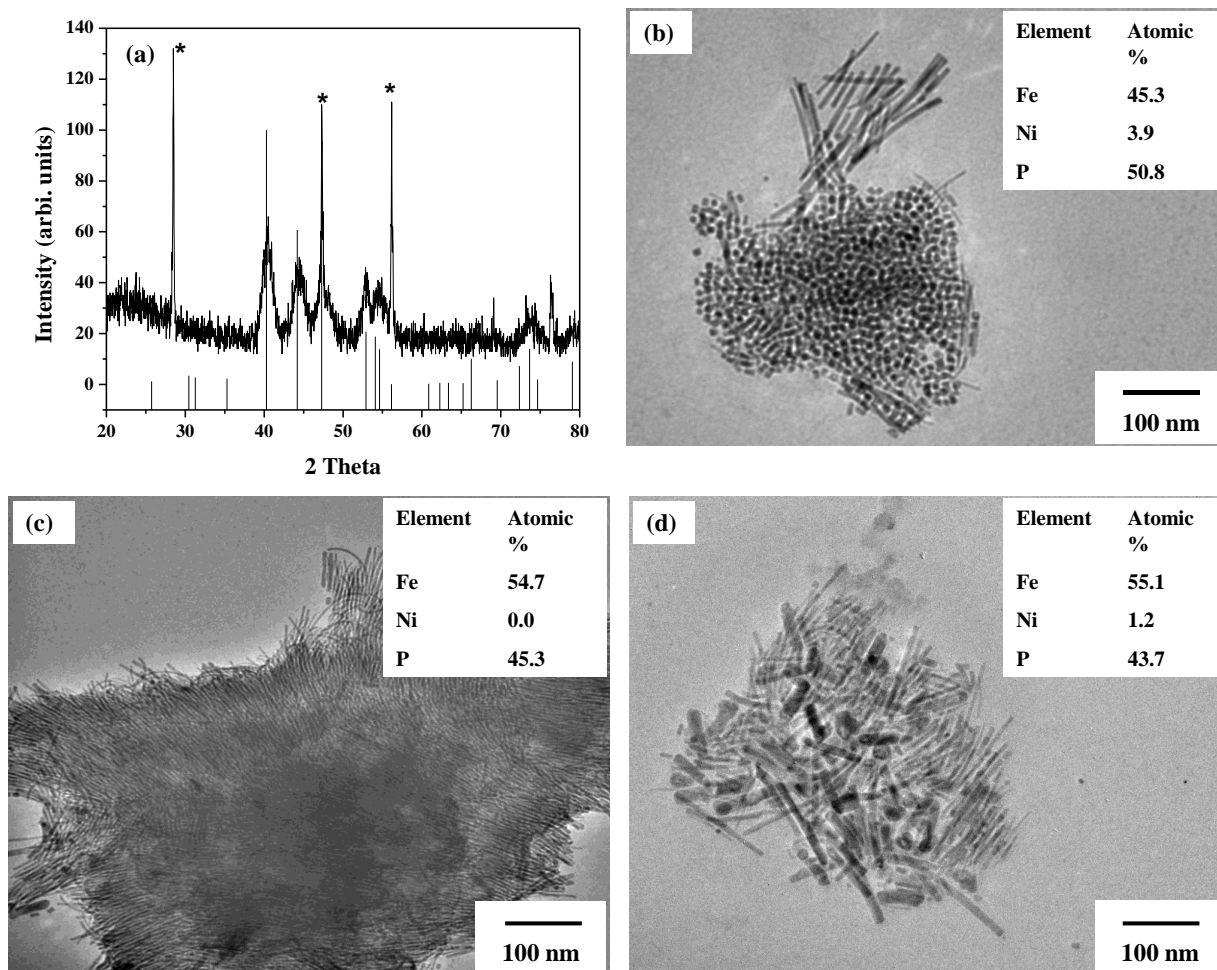 (a)
*
*
*
140
120
100
80
60
40
20
0
Intensity (arbi. units)
20 30 40 50 60 70 80
2 Theta
(b)
Element Atomic
%
Fe 45.3
Ni 3.9
P 50.8
100 nm
(c)
Element Atomic
%
Fe 54.7
Ni 0.0
P 45.3
100 nm
(d)
Element Atomic
%
Fe 55.1
Ni 1.2
P 43.7
100 nm